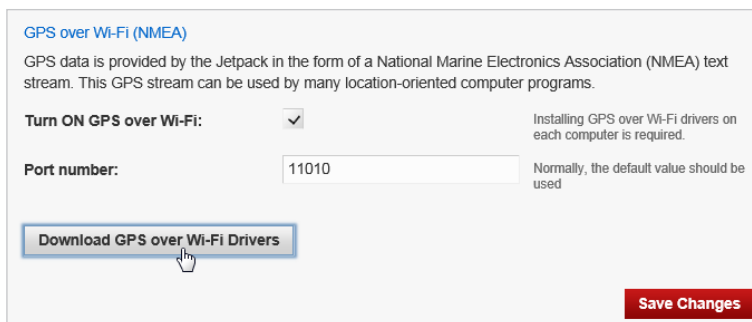 GPS over Wi-Fi (NMEA)
GPS data is provided by the Jetpack in the form of a National Marine Electronics Association (NMEA) text
stream. This GPS stream can be used by many location-oriented computer programs.
Turn ON GPS over Wi-Fi:
Installing GPS over Wi-Fi drivers on
each computer is required.
Port number:
11010
Normally, the default value should be
used
Download GPS over Wi-Fi Drivers
Save Changes